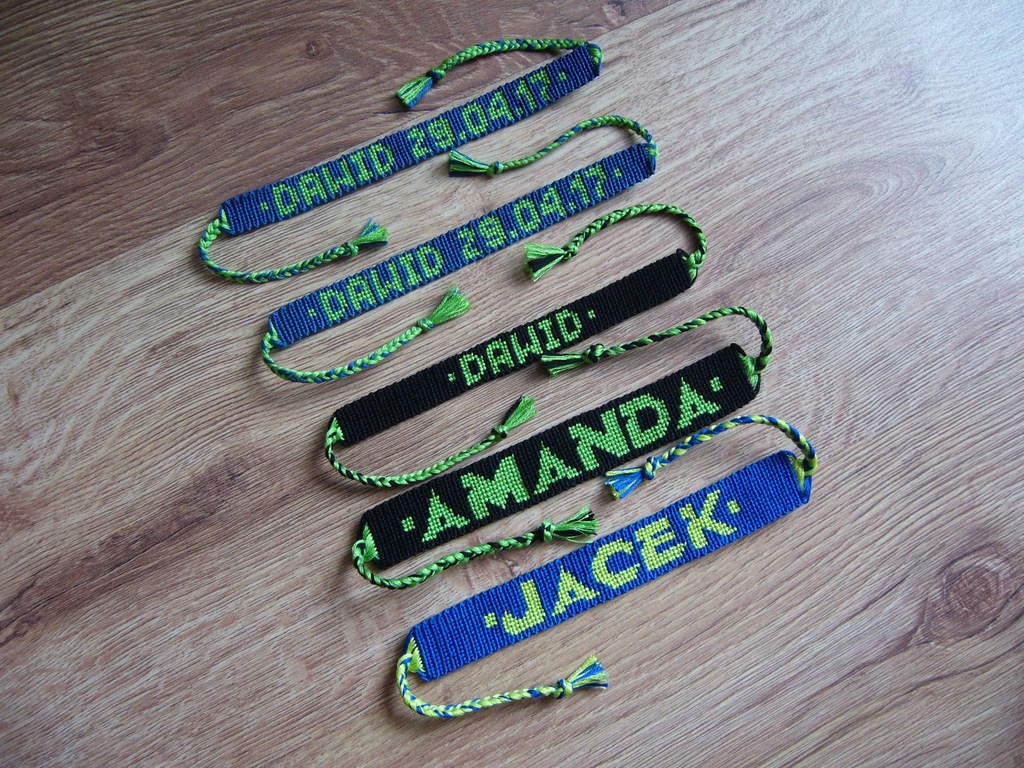 ·DAWID 29.04.17·
·DAWID 29.04.17·
·DAWID·
·AMANDA·
·JACEK·